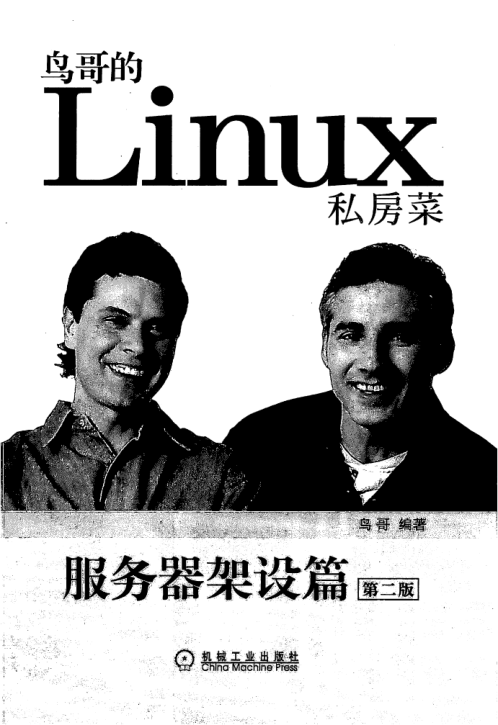 鸟哥的
Linux
私房菜
鸟哥 编著
服务器架设篇 第二版
机械工业出版社
China Machine Press